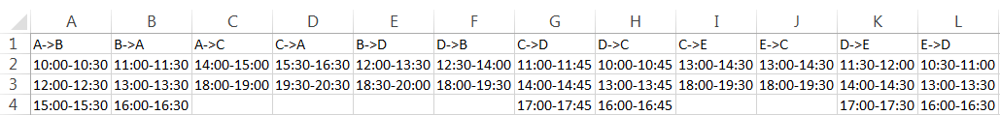 A B C D E F G H I J K L
1 A->B B->A A->C C->A B->D D->B C->D D->C C->E E->C D->E E->D
2 10:00-10:30 11:00-11:30 14:00-15:00 15:30-16:30 12:00-13:30 12:30-14:00 11:00-11:45 10:00-10:45 13:00-14:30 13:00-14:30 11:30-12:00 10:30-11:00
3 12:00-12:30 13:00-13:30 18:00-19:00 19:30-20:30 18:30-20:00 18:00-19:30 14:00-14:45 13:00-13:45 18:00-19:30 18:00-19:30 14:00-14:30 13:00-13:30
4 15:00-15:30 16:00-16:30 17:00-17:45 16:00-16:45 17:00-17:30 16:00-16:30